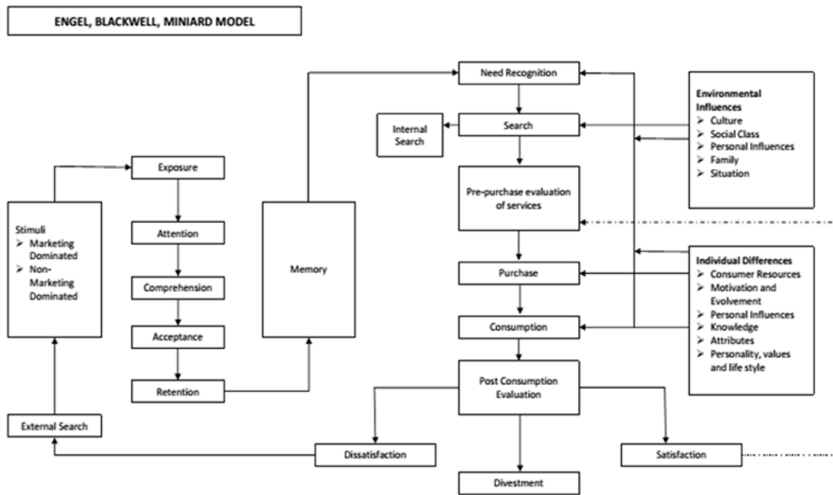 ENGEL, BLACKWELL, MINIARD MODEL
Need Recognition
Search
Internal
Search
Pre-purchase evaluation
of services
Purchase
Consumption
Post Consumption
Evaluation
Dissatisfaction
Satisfaction
Divestment
Exposure
Attention
Comprehension
Acceptance
Retention
Memory
Stimuli
➢ Marketing
Dominated
➢ Non-
Marketing
Dominated
External Search
Environmental
Influences
➢ Culture
➢ Social Class
➢ Personal Influences
➢ Family
➢ Situation
Individual Differences
➢ Consumer Resources
➢ Motivation and
Evolvement
➢ Personal Influences
➢ Knowledge
➢ Attributes
➢ Personality, values
and life style